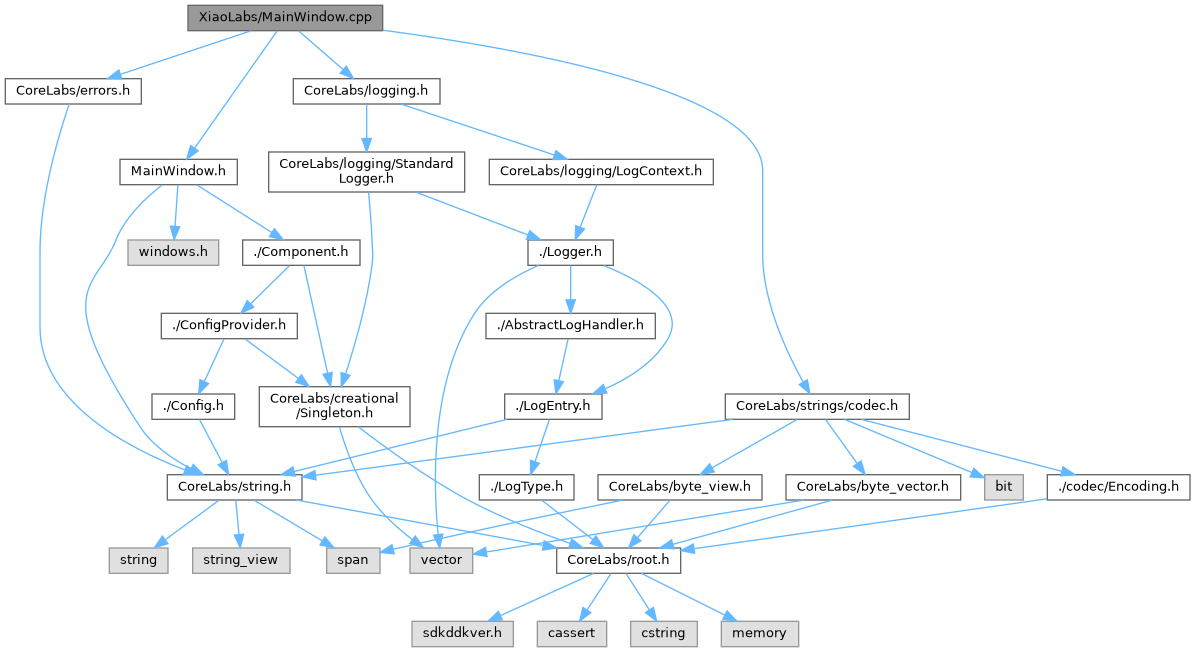 XiaoLabs/MainWindow.cpp
CoreLabs/errors.h
CoreLabs/logging.h
MainWindow.h
CoreLabs/logging/Standard
Logger.h
CoreLabs/logging/LogContext.h
windows.h
./Component.h
./Logger.h
./ConfigProvider.h
./AbstractLogHandler.h
./Config.h
CoreLabs/creational
/Singleton.h
./LogEntry.h
CoreLabs/strings/codec.h
CoreLabs/string.h
./LogType.h
CoreLabs/byte_view.h
CoreLabs/byte_vector.h
bit
./codec/Encoding.h
string
string_view
span
vector
CoreLabs/root.h
sdkddkver.h
cassert
cstring
memory